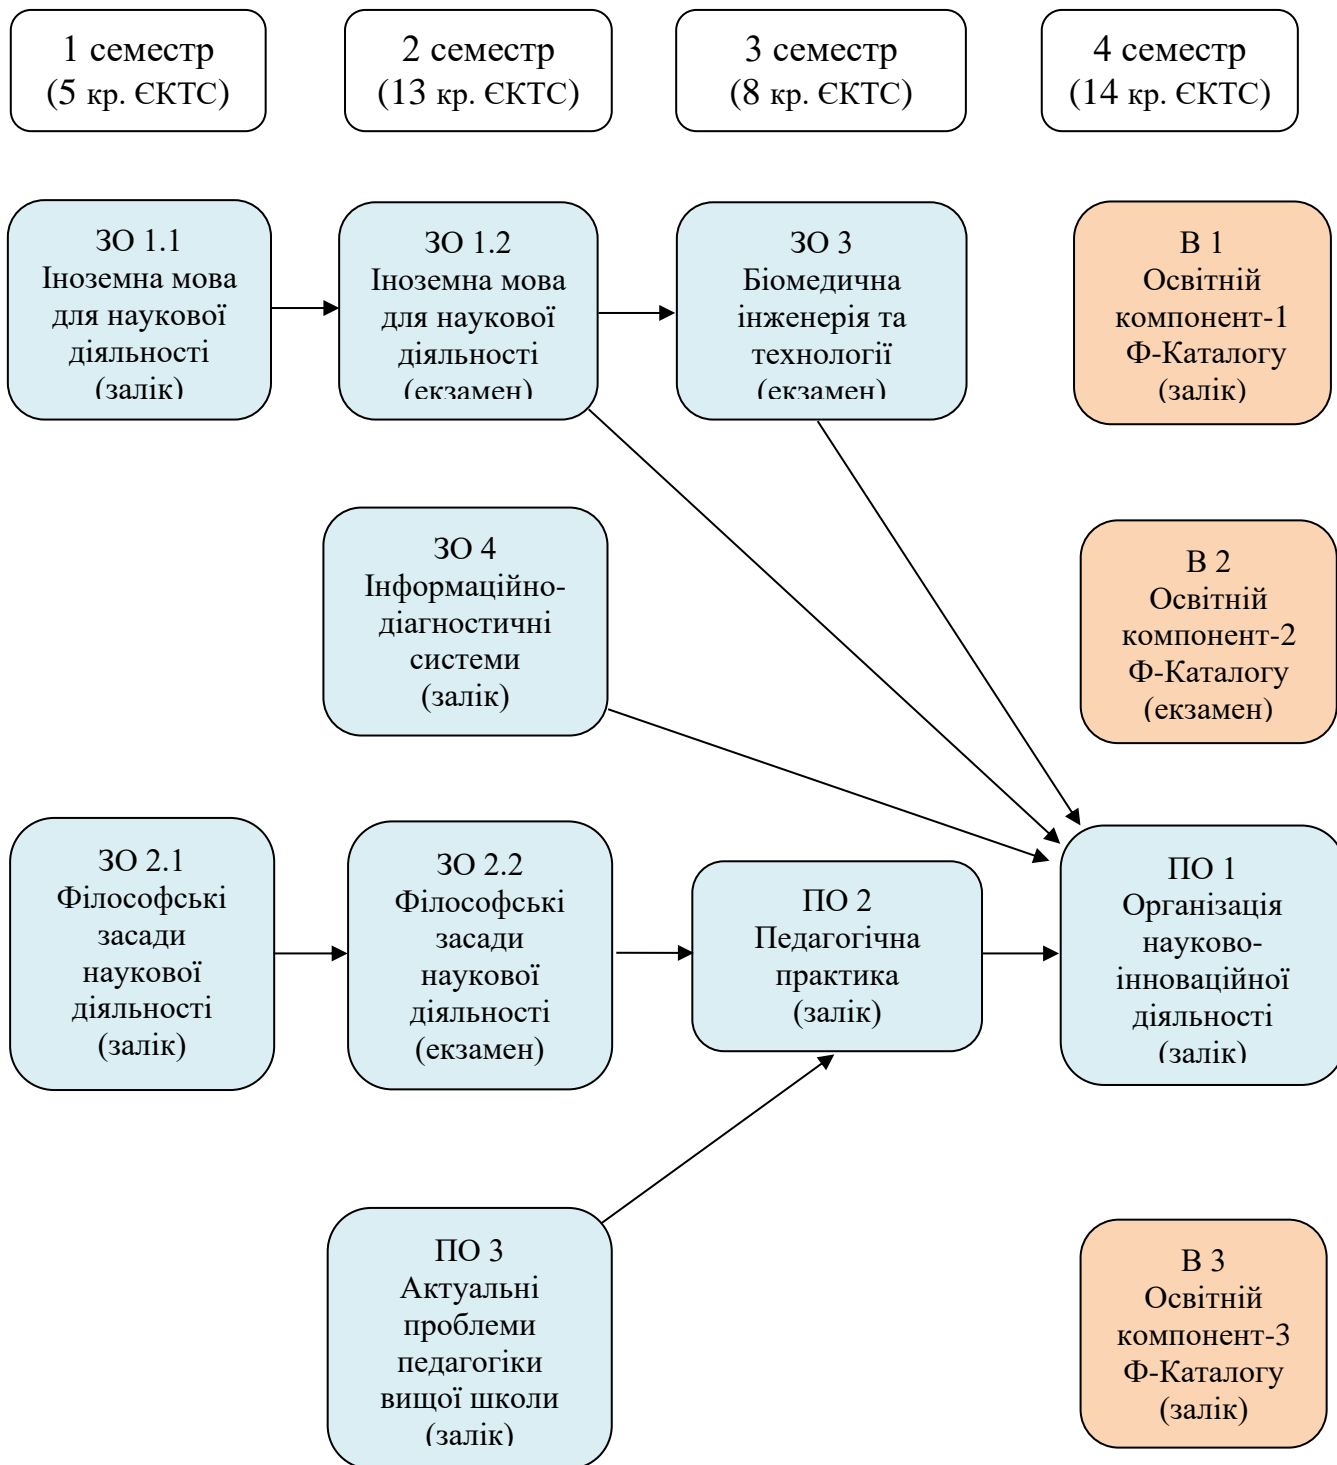 1 семестр
(5 кр. ЄКТС)
2 семестр
(13 кр. ЄКТС)
3 семестр
(8 кр. ЄКТС)
4 семестр
(14 кр. ЄКТС)
ЗО 1.1
Іноземна мова
для наукової
діяльності
(залік)
ЗО 1.2
Іноземна мова
для наукової
діяльності
(екзамен)
ЗО 3
Біомедична
інженерія та
технології
(екзамен)
В 1
Освітній
компонент-1
Ф-Каталогу
(залік)
ЗО 4
Інформаційно-
діагностичні
системи
(залік)
В 2
Освітній
компонент-2
Ф-Каталогу
(екзамен)
ЗО 2.1
Філософські
засади
наукової
діяльності
(залік)
ЗО 2.2
Філософські
засади
наукової
діяльності
(екзамен)
ПО 2
Педагогічна
практика
(залік)
ПО 1
Організація
науково-
інноваційної
діяльності
(залік)
ПО 3
Актуальні
проблеми
педагогіки
вищої школи
(залік)
В 3
Освітній
компонент-3
Ф-Каталогу
(залік)